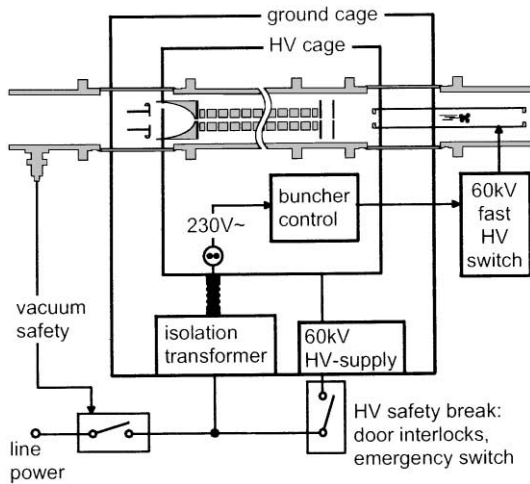 ground cage
HV cage
230V~
buncher
control
60kV
fast
HV
switch
vacuum
safety
isolation
transformer
60kV
HV-supply
HV safety break:
door interlocks,
emergency switch
line
power